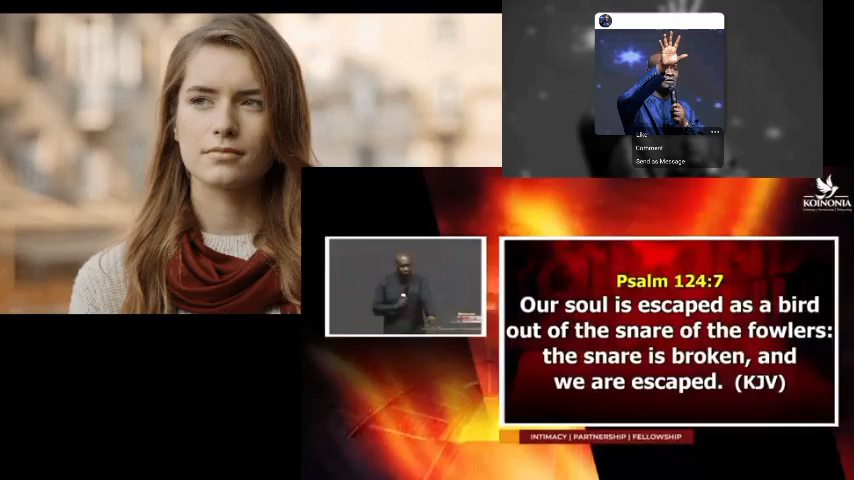 Like
Comment
Send as Message
KOINONIA
Psalm 124:7
Our soul is escaped as a bird
out of the snare of the fowlers:
the snare is broken, and
we are escaped. (KJV)
INTIMACY | PARTNERSHIP | FELLOWSHIP